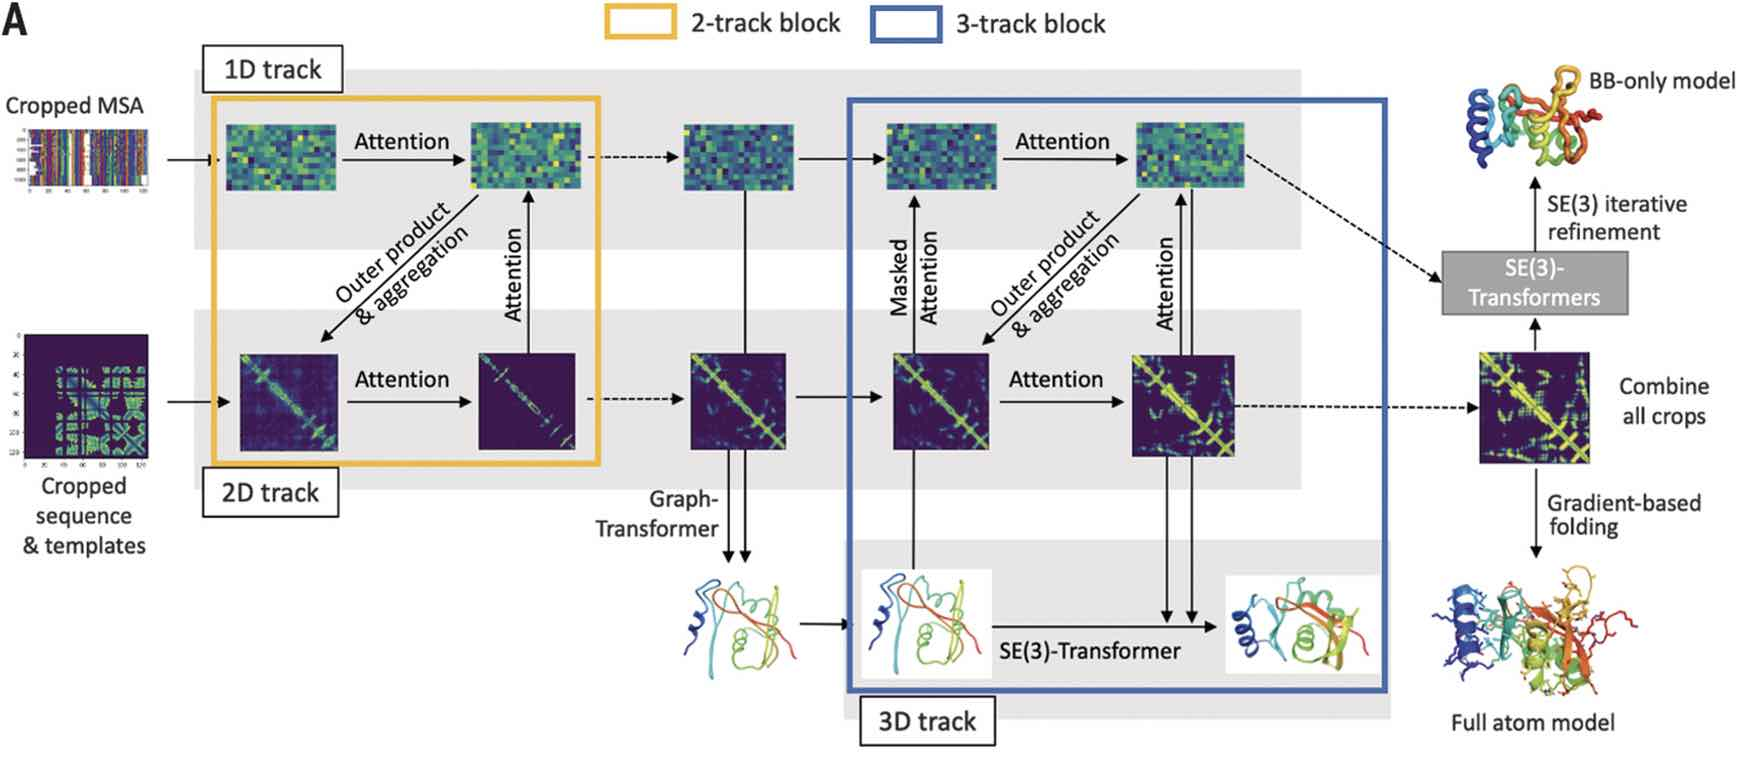 A
2-track block
3-track block
1D track
Cropped MSA
Attention
Attention
BB-only model
Outer product
& aggregation
Attention
Masked
Attention
Outer product
& aggregation
Attention
SE(3) iterative
refinement
SE(3)-
Transformers
Attention
Attention
Combine
all crops
Cropped
sequence
& templates
2D track
Graph-
Transformer
Gradient-based
folding
SE(3)-Transformer
3D track
Full atom model